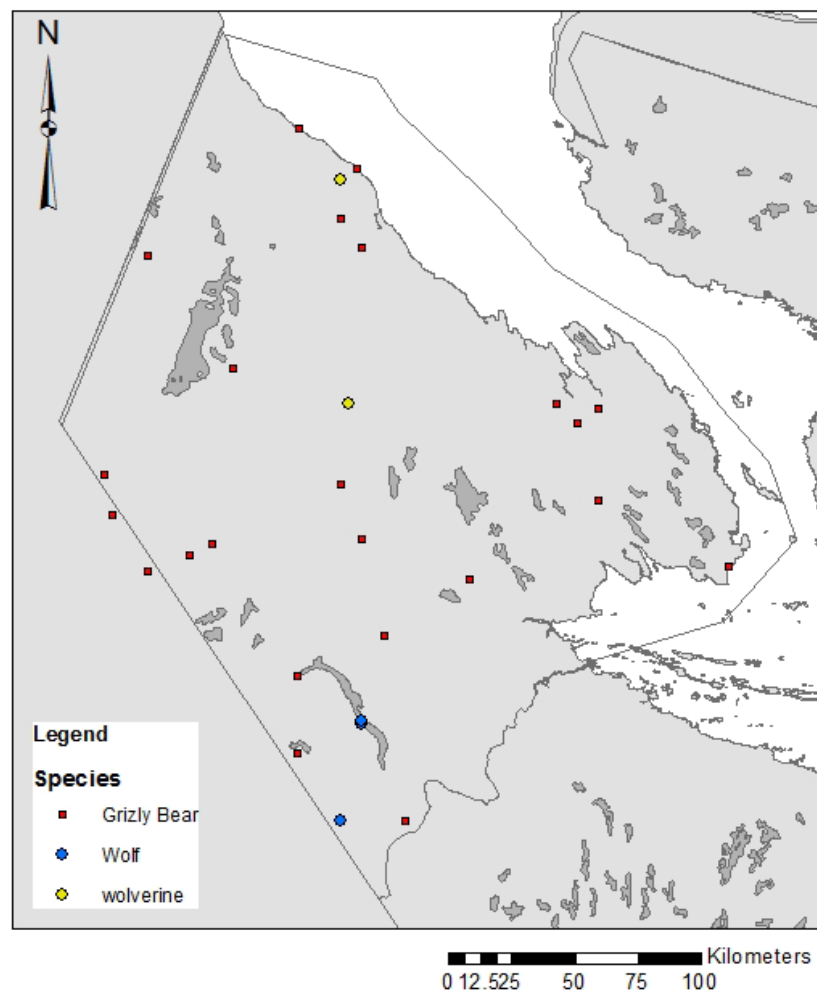 N
Legend
Species
Grizly Bear
Wolf
wolverine
Kilometers
0 12.525 50 75 100